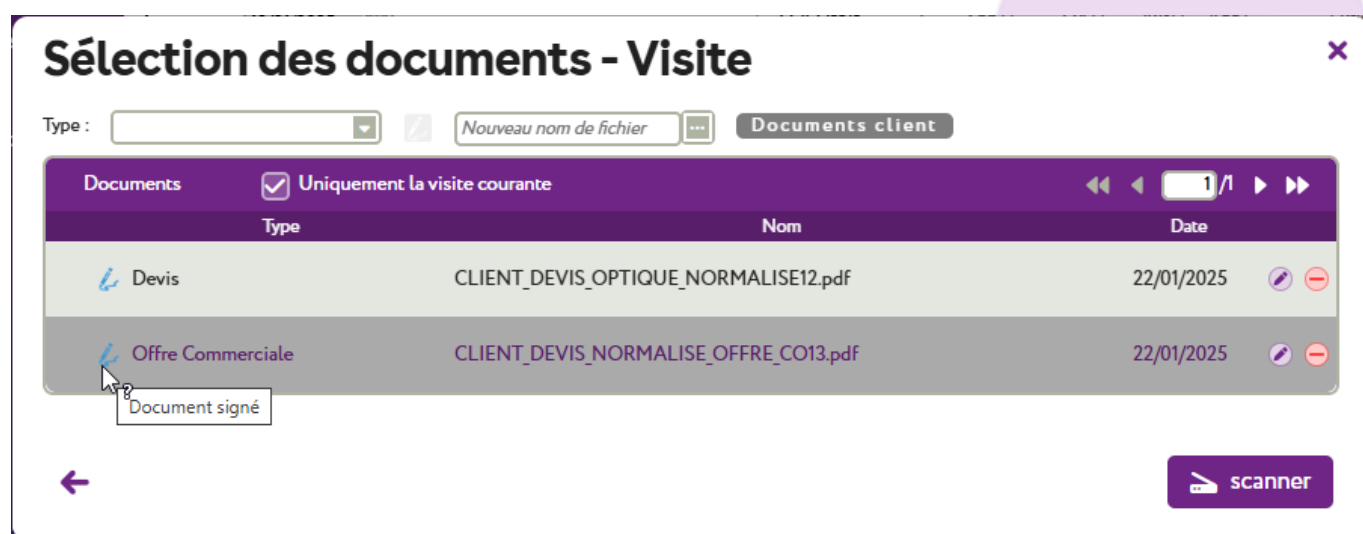 Sélection des documents - Visite
Type :
Nouveau nom de fichier
Documents client
Documents
Uniquement la visite courante
1 /1
Type Nom Date
Devis CLIENT_DEVIS_OPTIQUE_NORMALISE12.pdf 22/01/2025
Offre Commerciale CLIENT_DEVIS_NORMALISE_OFFRE_CO13.pdf 22/01/2025
Document signé
scanner